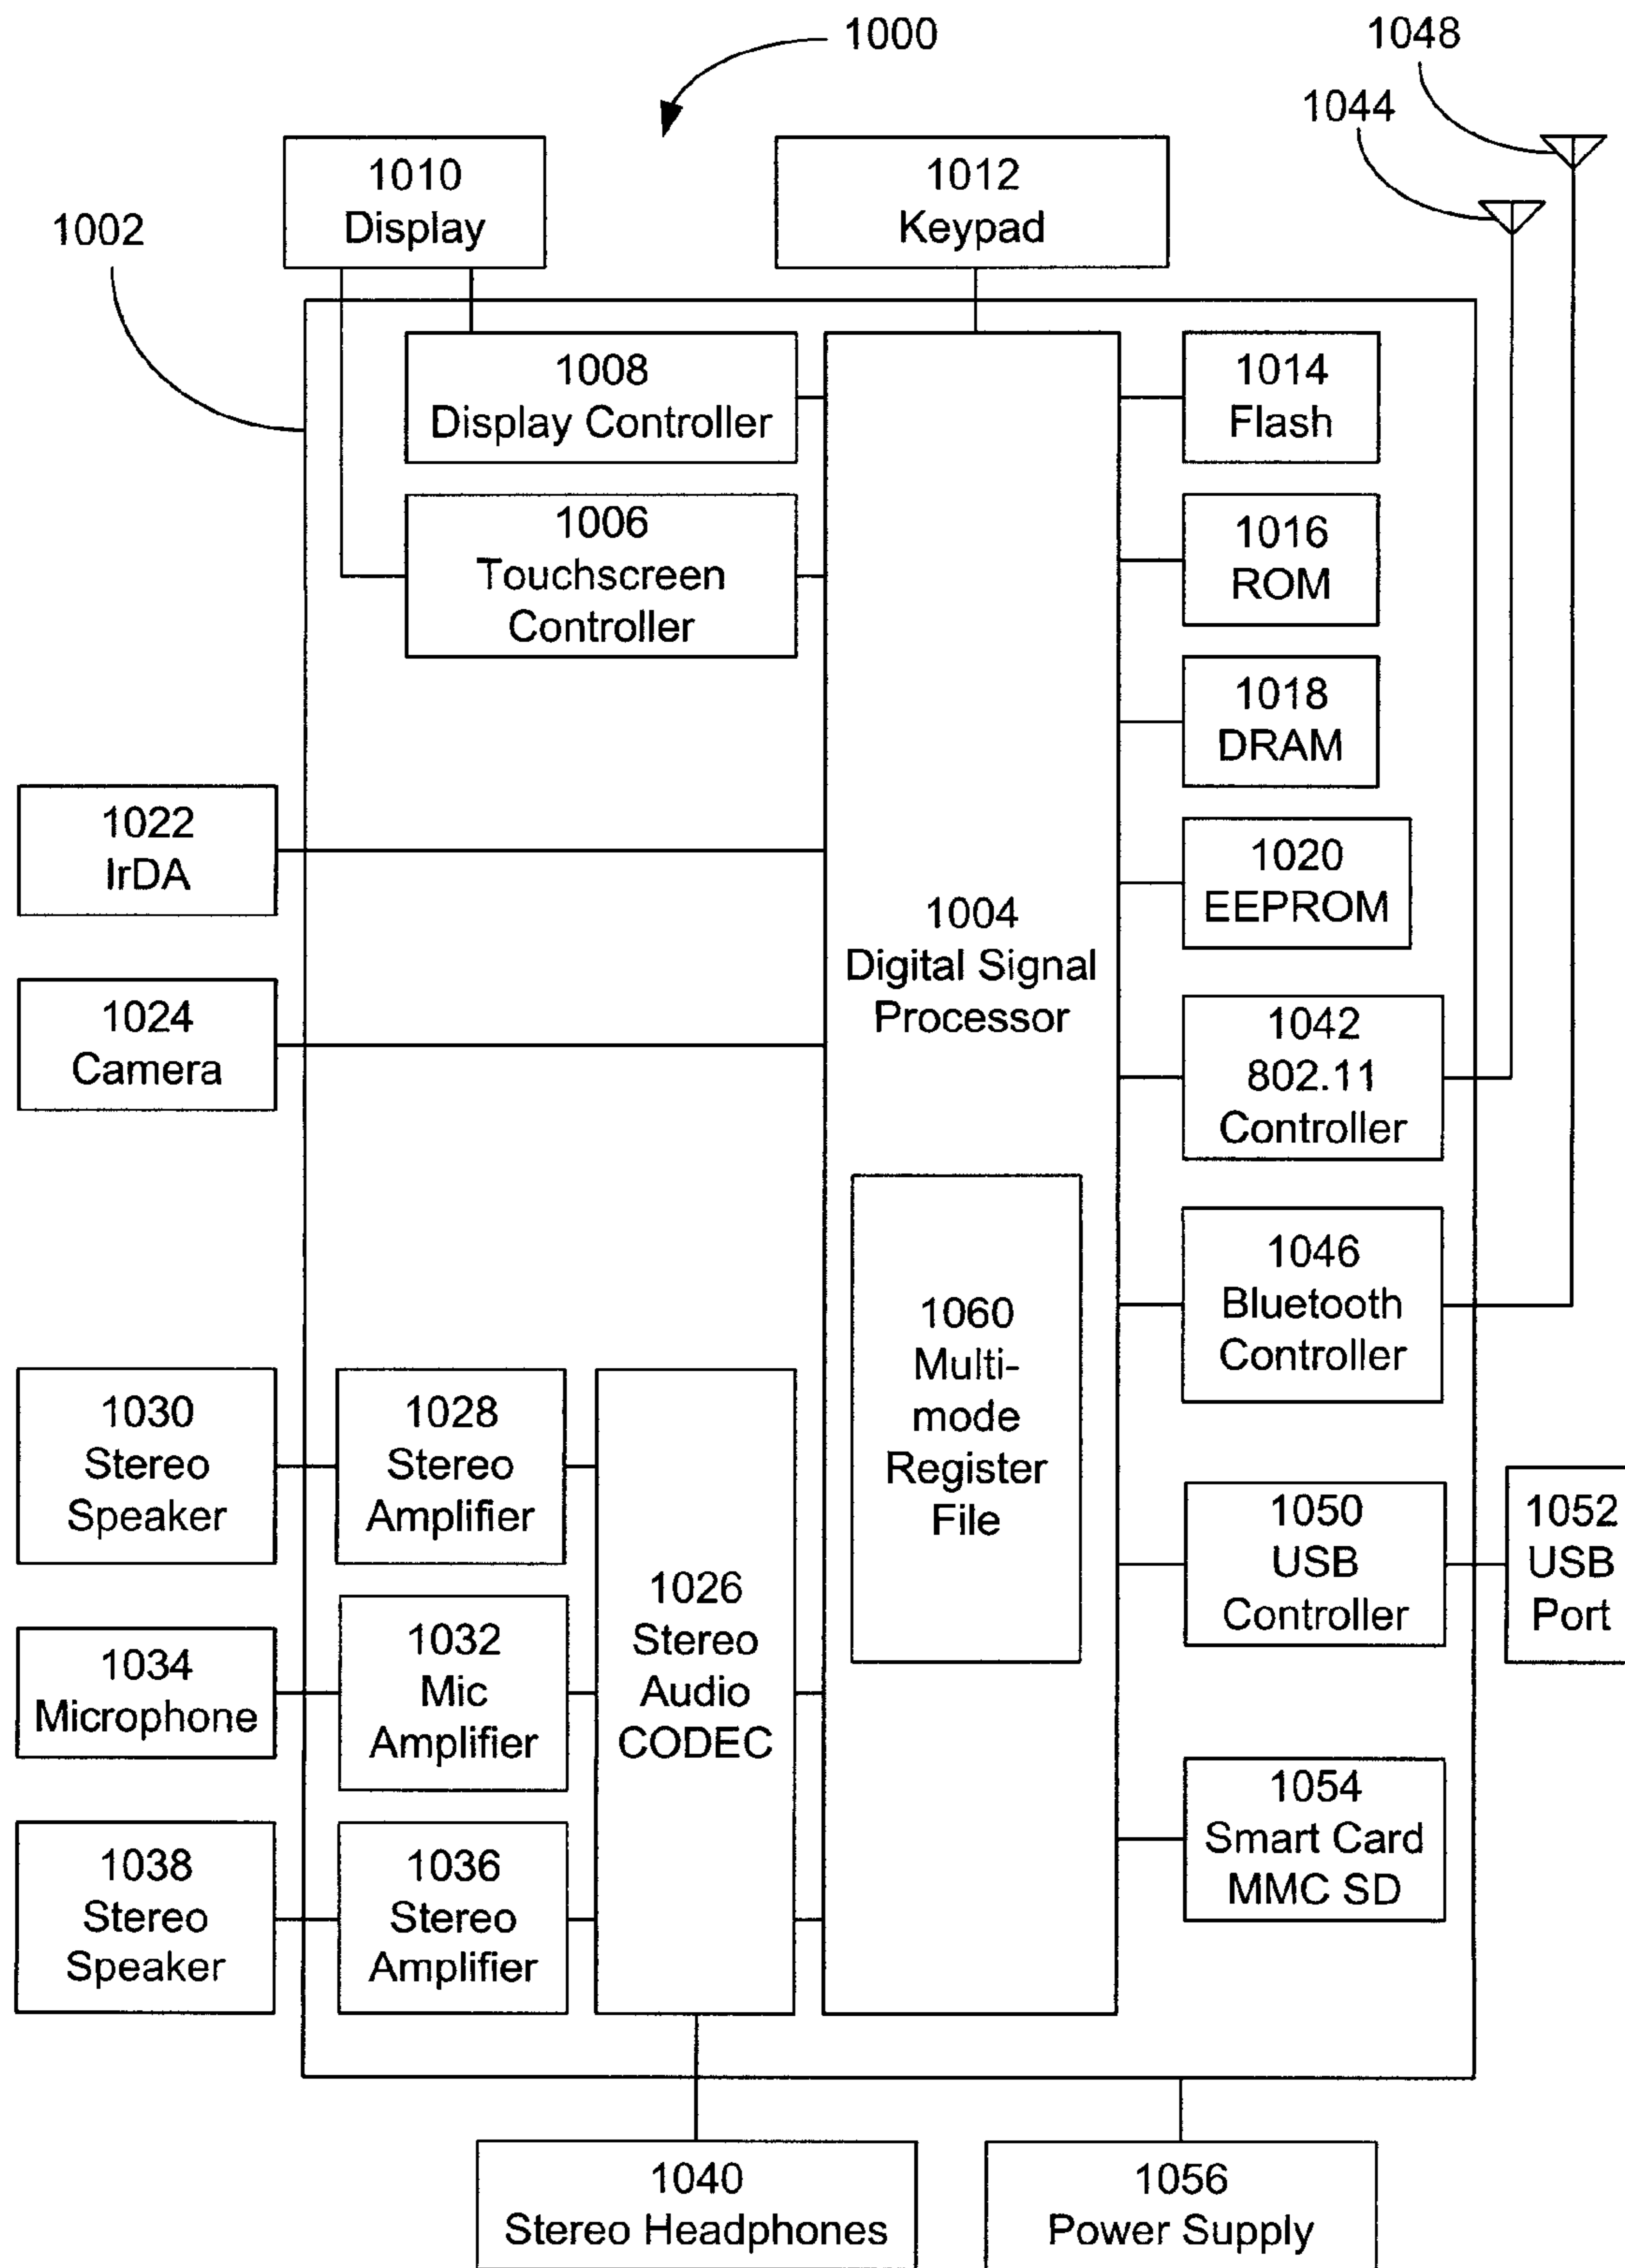 1000
1048
1044
1002
1010
Display
1012
Keypad
1008
Display Controller
1014
Flash
1006
Touchscreen
Controller
1016
ROM
1018
DRAM
1022
IrDA
1020
EEPROM
1004
Digital Signal
Processor
1024
Camera
1042
802.11
Controller
1060
Multi-
mode
Register
File
1046
Bluetooth
Controller
1030
Stereo
Speaker
1028
Stereo
Amplifier
1026
Stereo
Audio
CODEC
1050
USB
Controller
1052
USB
Port
1034
Microphone
1032
Mic
Amplifier
1054
Smart Card
MMC SD
1038
Stereo
Speaker
1036
Stereo
Amplifier
1040
Stereo Headphones
1056
Power Supply